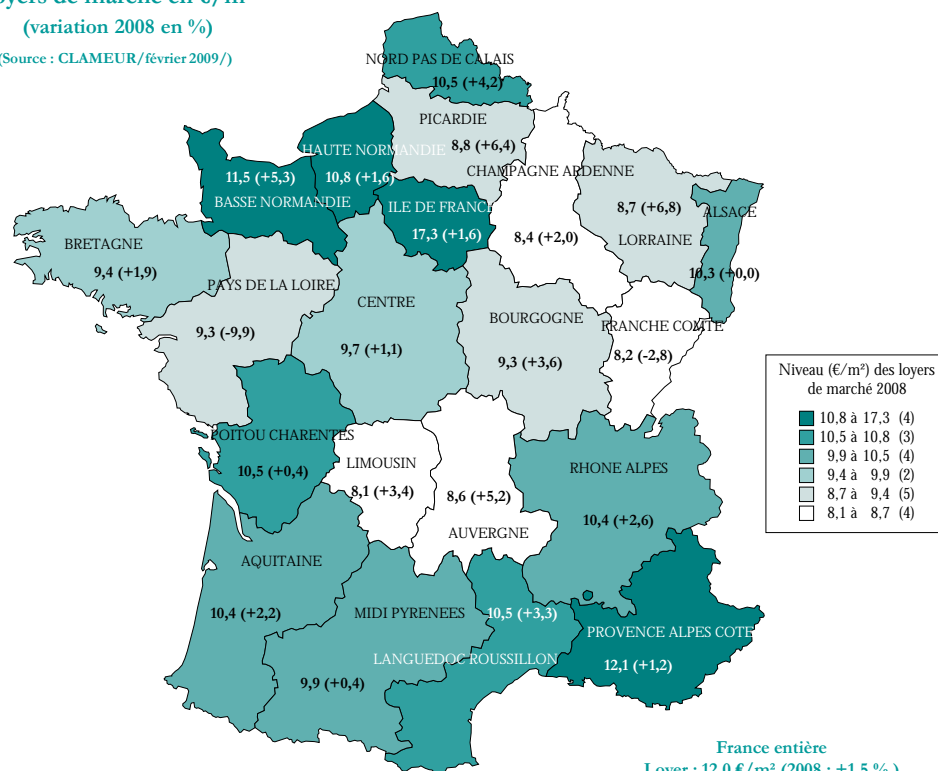 (variation 2008 en %)
(Source : CLAMEUR/février 2009/)
NORD PAS DE CALAIS
10,5 (+4,2)
PICARDIE
8,8 (+6,4)
HAUTE NORMANDIE
10,8 (+1,6)
11,5 (+5,3)
BASSE NORMANDIE
ILE DE FRANCE
17,3 (+1,6)
CHAMPAGNE ARDENNE
8,4 (+2,0)
8,7 (+6,8)
LORRAINE
ALSACE
10,3 (+0,0)
BRETAGNE
9,4 (+1,9)
PAYS DE LA LOIRE
9,3 (-9,9)
CENTRE
9,7 (+1,1)
BOURGOGNE
9,3 (+3,6)
FRANCHE COMTE
8,2 (-2,8)
POITOU CHARENTES
10,5 (+0,4)
LIMOUSIN
8,1 (+3,4)
8,6 (+5,2)
AUVERGNE
RHONE ALPES
10,4 (+2,6)
AQUITAINE
10,4 (+2,2)
MIDI PYRENEES
9,9 (+0,4)
10,5 (+3,3)
LANGUEDOC ROUSSILLON
PROVENCE ALPES COTE
12,1 (+1,2)
Niveau (€/m²) des loyers
de marché 2008
10,8 à 17,3 (4)
10,5 à 10,8 (3)
9,9 à 10,5 (4)
9,4 à 9,9 (2)
8,7 à 9,4 (5)
8,1 à 8,7 (4)
France entière
Loyer : 12,0 €/m² (2008 : +1,5 % )